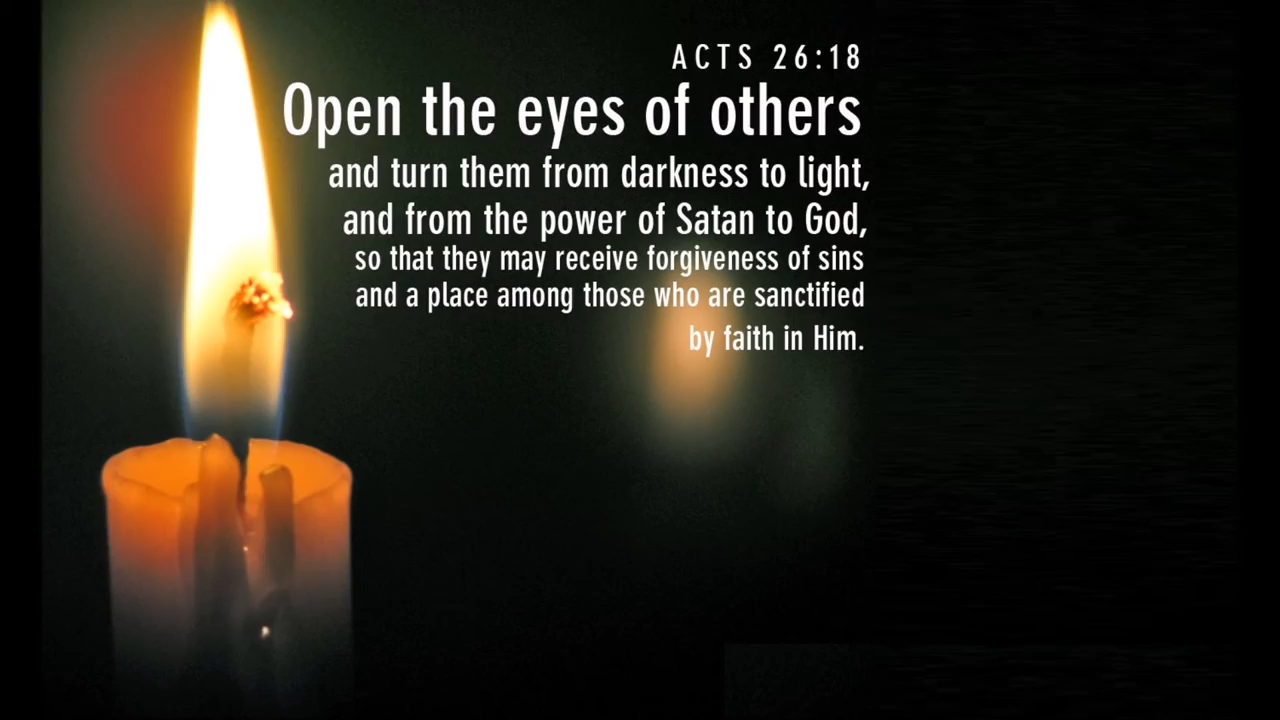 ACTS 26:18
Open the eyes of others
and turn them from darkness to light,
and from the power of Satan to God,
so that they may receive forgiveness of sins
and a place among those who are sanctified
by faith in Him.